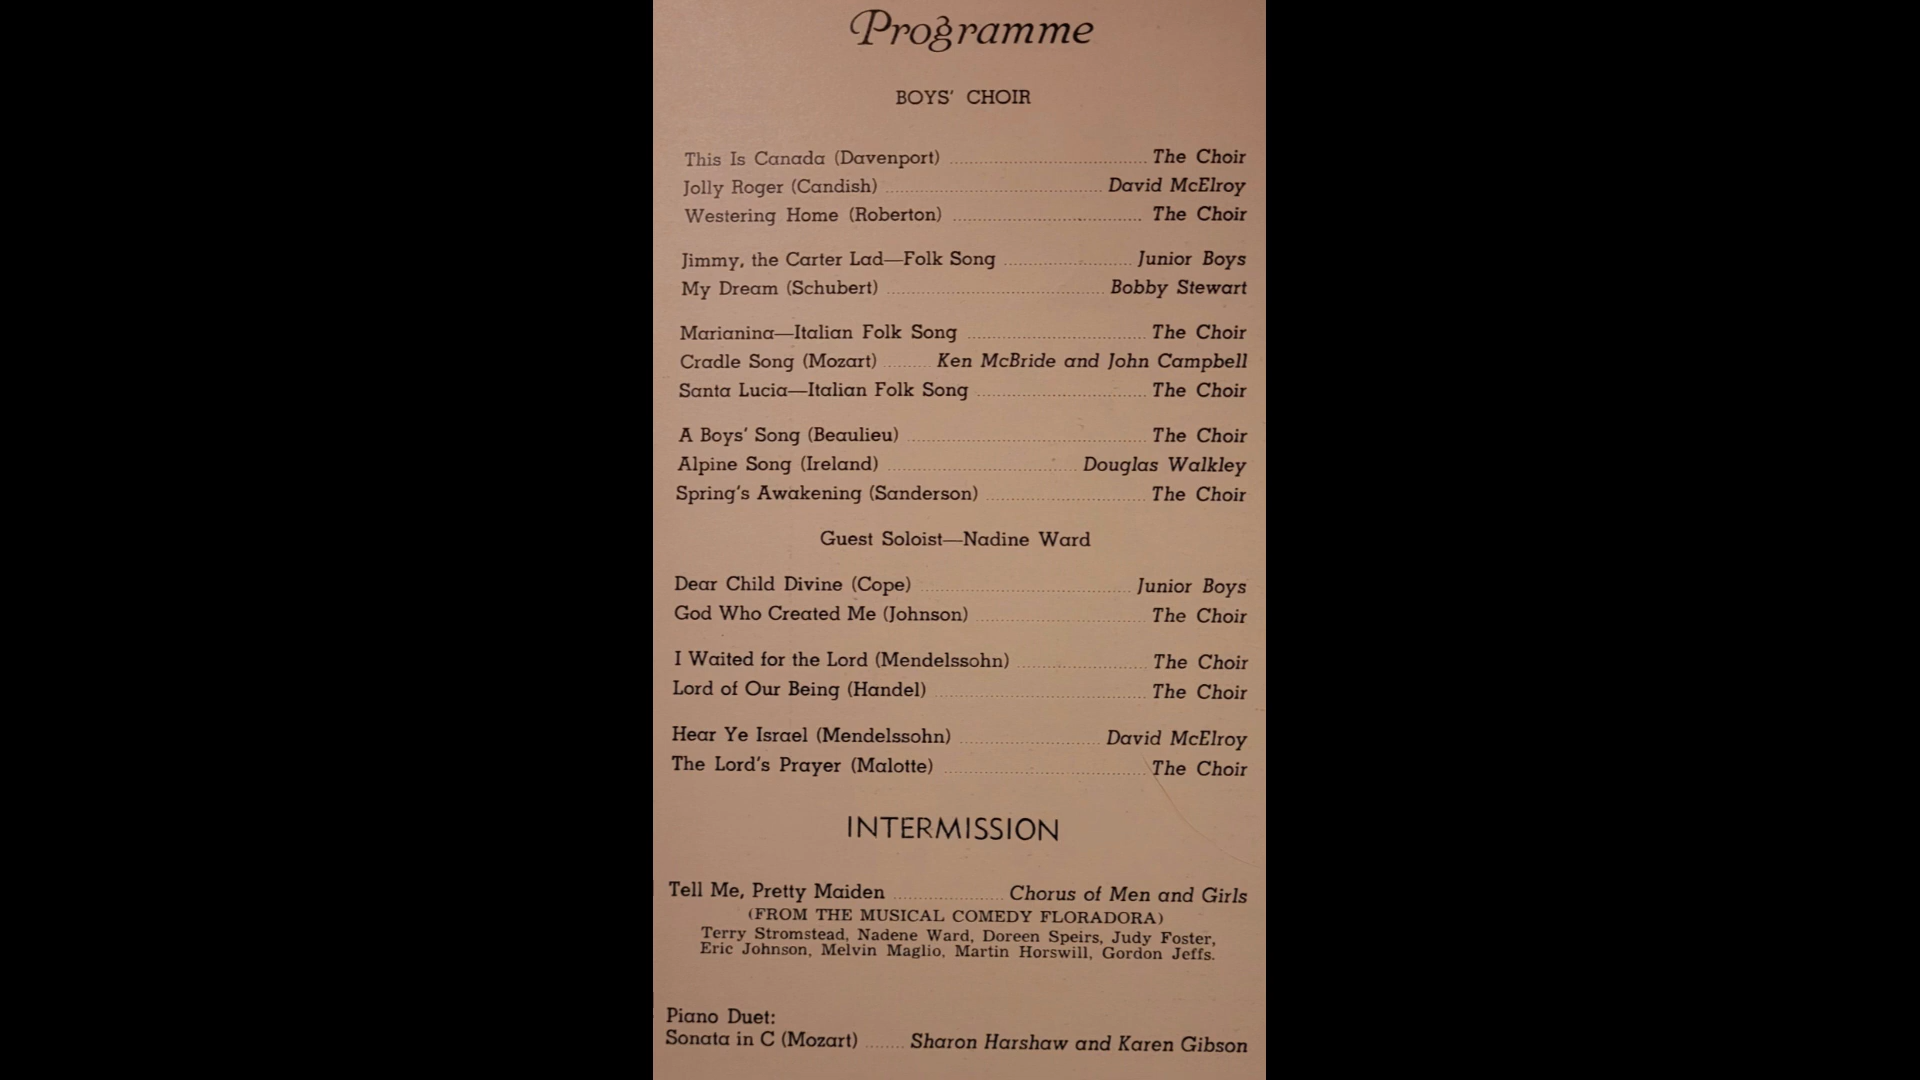 Programme
BOYS' CHOIR
This Is Canada (Davenport) ........ The Choir
Jolly Roger (Candish) ........ David McElroy
Westering Home (Roberton) ........ The Choir
Jimmy, the Carter Lad—Folk Song ........ Junior Boys
My Dream (Schubert) ........ Bobby Stewart
Marianina—Italian Folk Song ........ The Choir
Cradle Song (Mozart) ........ Ken McBride and John Campbell
Santa Lucia—Italian Folk Song ........ The Choir
A Boys' Song (Beaulieu) ........ The Choir
Alpine Song (Ireland) ........ Douglas Walkley
Spring's Awakening (Sanderson) ........ The Choir
Guest Soloist—Nadine Ward
Dear Child Divine (Cope) ........ Junior Boys
God Who Created Me (Johnson) ........ The Choir
I Waited for the Lord (Mendelssohn) ........ The Choir
Lord of Our Being (Handel) ........ The Choir
Hear Ye Israel (Mendelssohn) ........ David McElroy
The Lord's Prayer (Malotte) ........ The Choir
INTERMISSION
Tell Me, Pretty Maiden ........ Chorus of Men and Girls
(FROM THE MUSICAL COMEDY FLORADORA)
Terry Stromstead, Nadene Ward, Doreen Speirs, Judy Foster,
Eric Johnson, Melvin Maglio, Martin Horswill, Gordon Jeffs.
Piano Duet:
Sonata in C (Mozart) ........ Sharon Harshaw and Karen Gibson